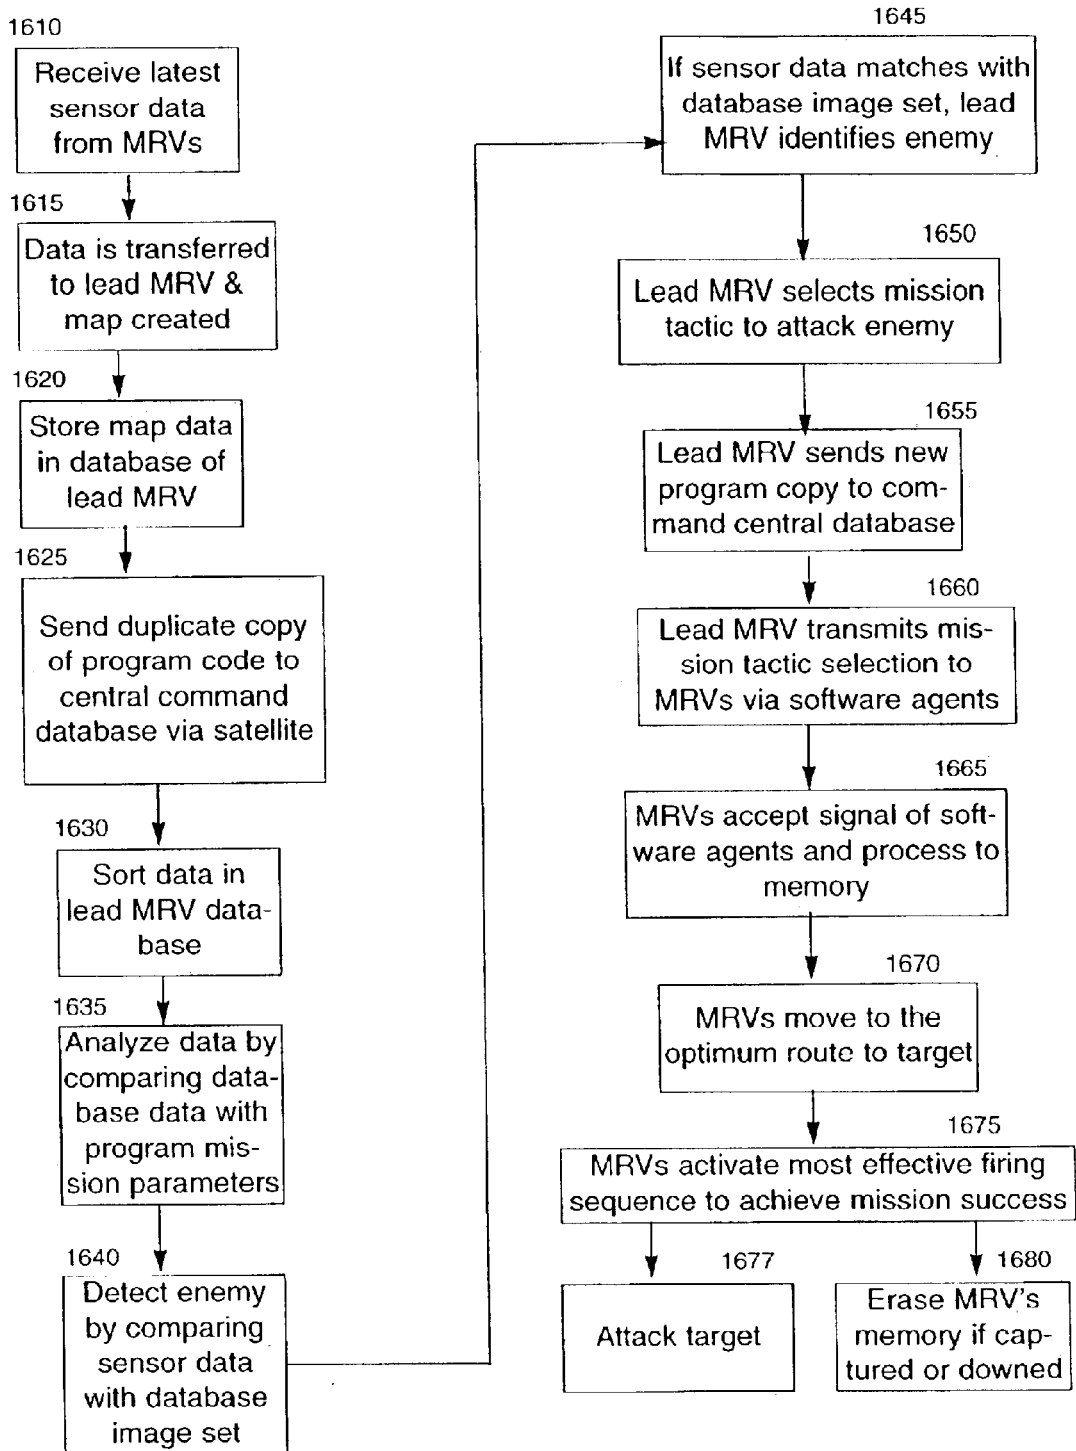 1610
Receive latest
sensor data
from MRVs
1615
Data is transferred
to lead MRV &
map created
1620
Store map data
in database of
lead MRV
1625
Send duplicate copy
of program code to
central command
database via satellite
1630
Sort data in
lead MRV data-
base
1635
Analyze data by
comparing data-
base data with
program mis-
sion parameters
1640
Detect enemy
by comparing
sensor data
with database
image set
1645
If sensor data matches with
database image set, lead
MRV identifies enemy
1650
Lead MRV selects mission
tactic to attack enemy
1655
Lead MRV sends new
program copy to com-
mand central database
1660
Lead MRV transmits mis-
sion tactic selection to
MRVs via software agents
1665
MRVs accept signal of soft-
ware agents and process to
memory
1670
MRVs move to the
optimum route to target
1675
MRVs activate most effective firing
sequence to achieve mission success
1677
Attack target
1680
Erase MRV's
memory if cap-
tured or downed